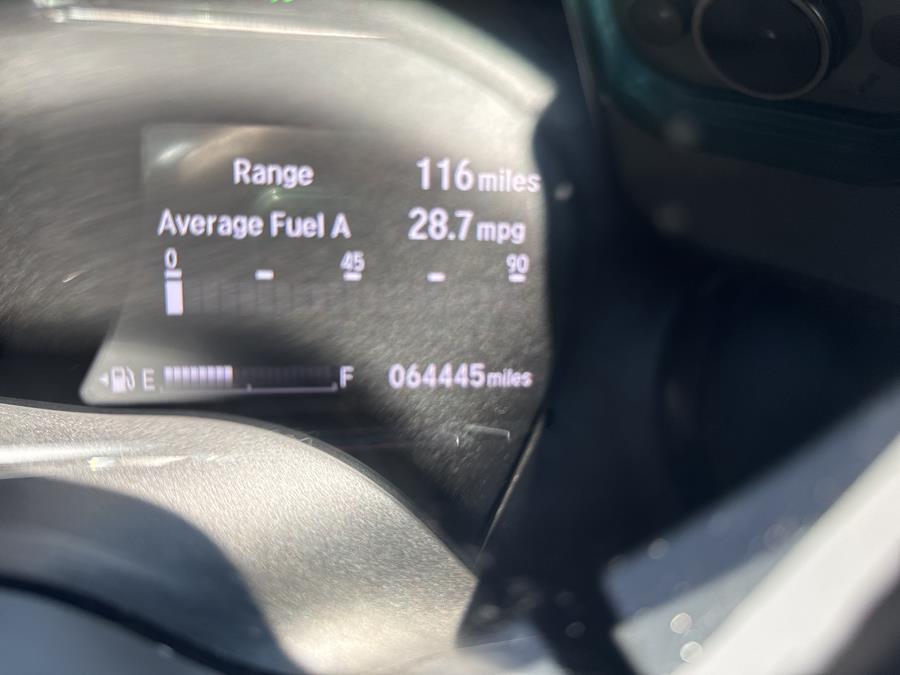 Range 116 miles
Average Fuel A 28.7 mpg
0 45 90
E F 064445 miles